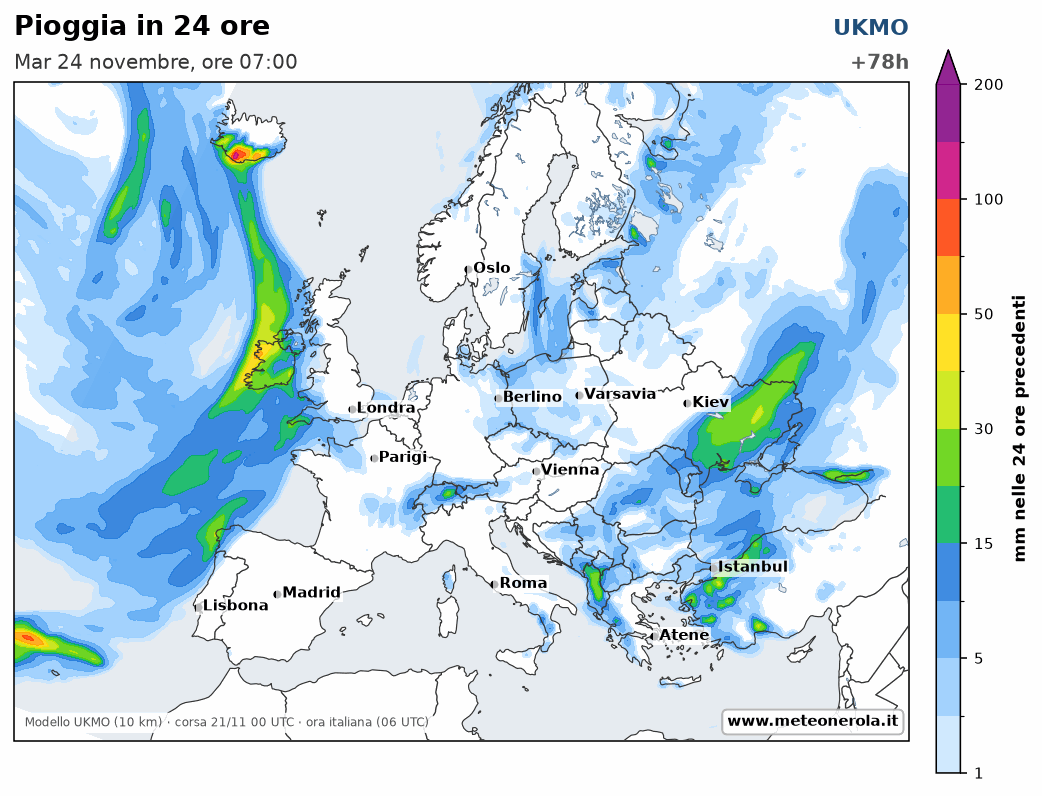 Pioggia in 24 ore
UKMO
Mar 24 novembre, ore 07:00
+78h
200
100
50
30
15
5
1
mm nelle 24 ore precedenti
Oslo
Berlino
Varsavia
Kiev
Londra
Parigi
Vienna
Istanbul
Roma
Madrid
Lisbona
Atene
Modello UKMO (10 km) · corsa 21/11 00 UTC · ora italiana (06 UTC)
www.meteonerola.it